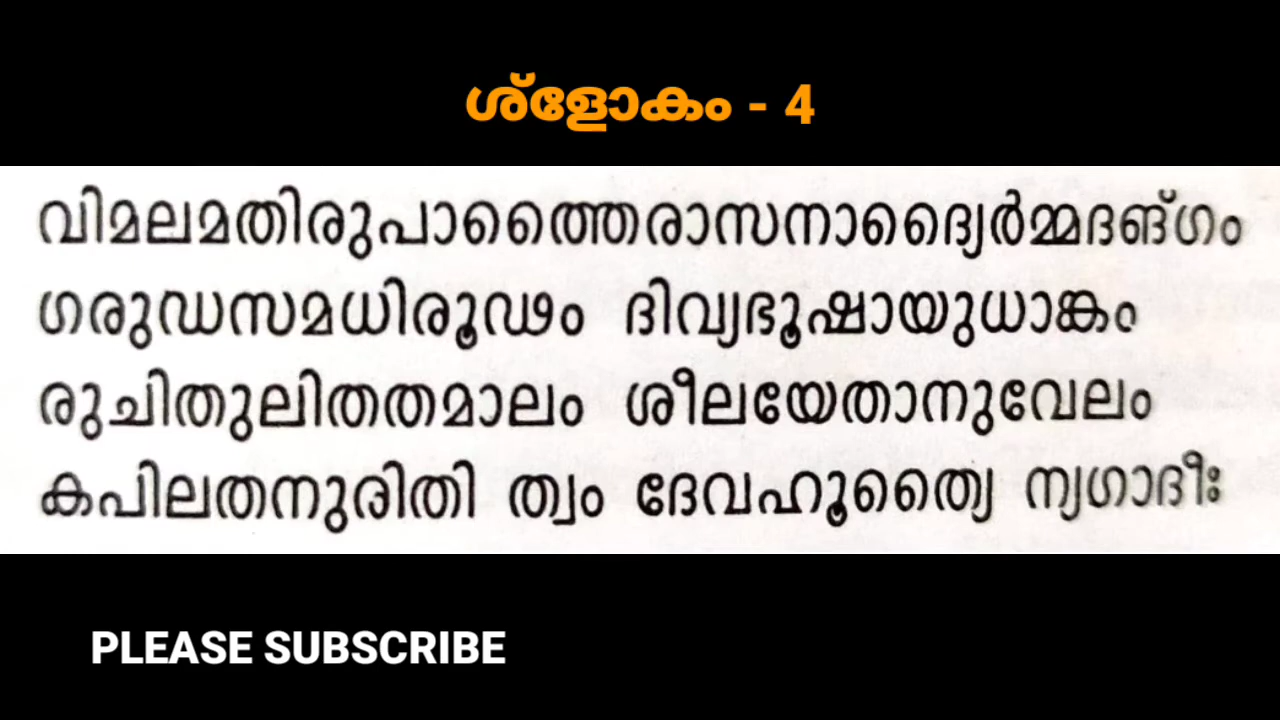 ശ്ളോകം - 4
വിമലമതിരുപാത്തൈരാസനാദ്യൈർമ്മദങ്ഗം
ഗരുഡസമധിരൂഢം ദിവ്യഭൂഷായുധാങ്കം
രുചിതുലിതതമാലം ശീലയേതാനുവേലം
കപിലതനുരിതി ത്വം ദേവഹൂത്യൈ ന്യഗാദീഃ
PLEASE SUBSCRIBE